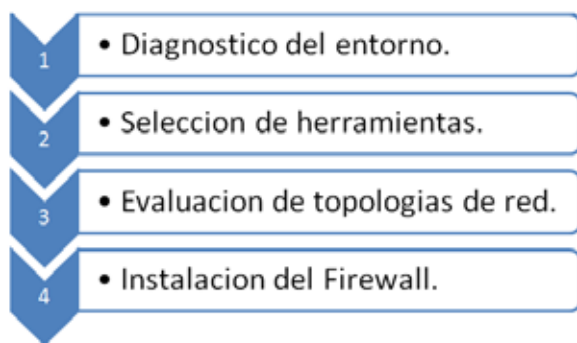 1 • Diagnostico del entorno.
2 • Seleccion de herramientas.
3 • Evaluacion de topologias de red.
4 • Instalacion del Firewall.